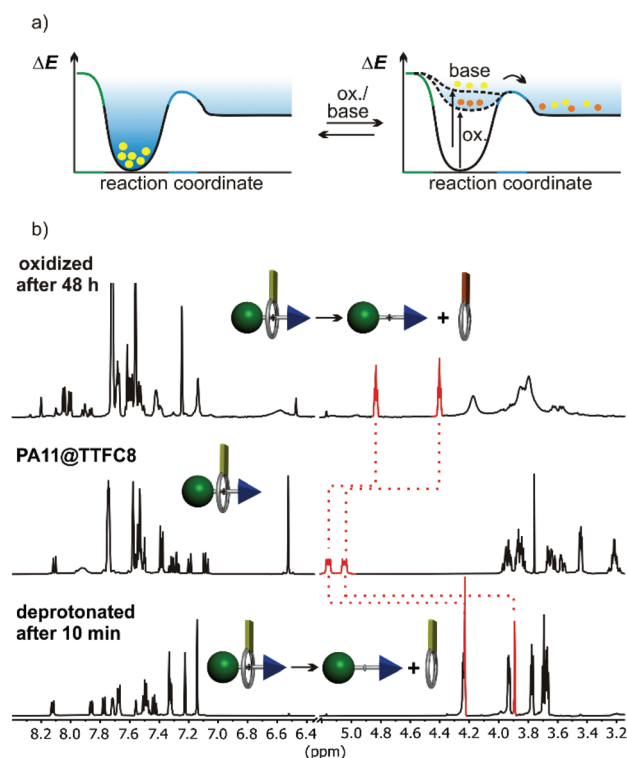 a)
ΔE
ΔE
base
ox./
base
ox.
reaction coordinate
reaction coordinate
b)
oxidized
after 48 h
+
+
+
PA11@TTFC8
+
deprotonated
after 10 min
+
+
8.2 8.0 7.8 7.6 7.4 7.2 7.0 6.8 6.6 6.4 5.0 4.8 4.6 4.4 4.2 4.0 3.8 3.6 3.4 3.2
(ppm)